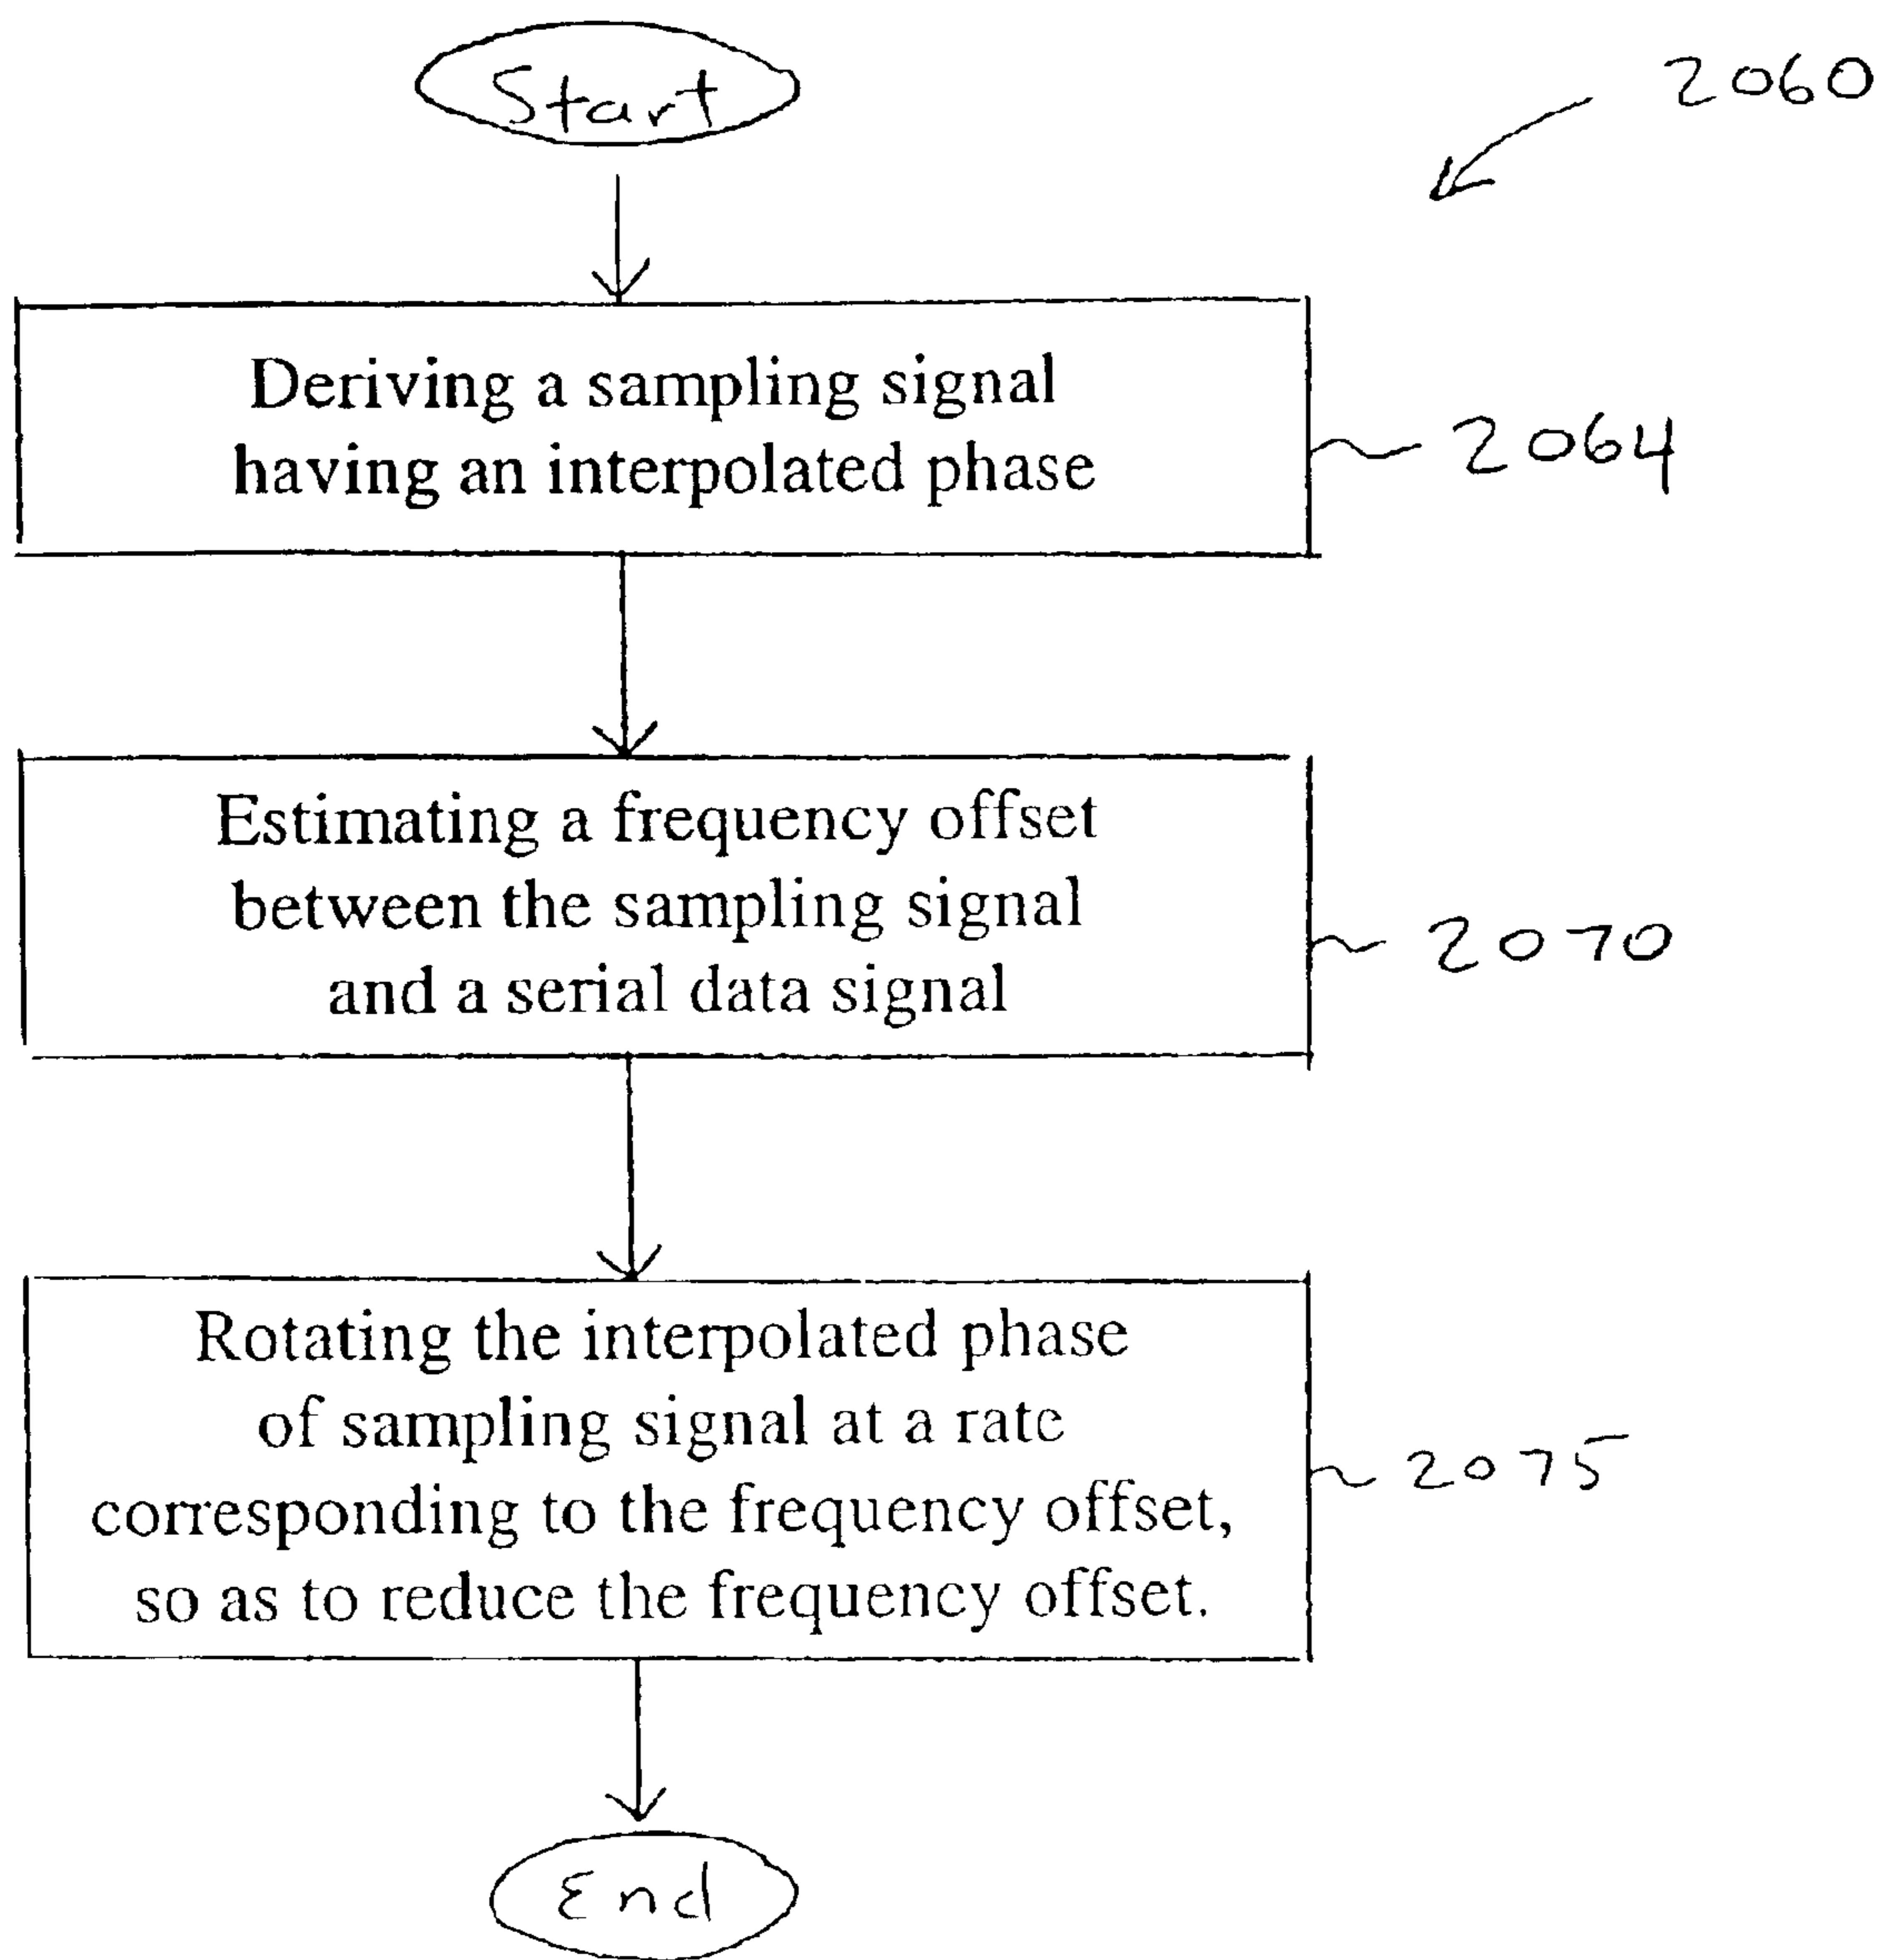 Start
2060
Deriving a sampling signal
having an interpolated phase
2064
Estimating a frequency offset
between the sampling signal
and a serial data signal
2070
Rotating the interpolated phase
of sampling signal at a rate
corresponding to the frequency offset,
so as to reduce the frequency offset.
2075
End